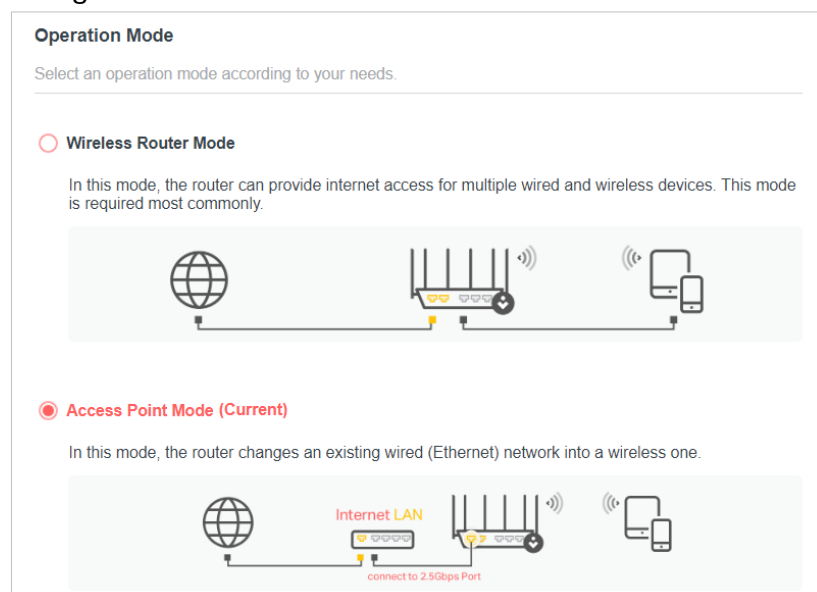 Operation Mode
Select an operation mode according to your needs.
Wireless Router Mode
In this mode, the router can provide internet access for multiple wired and wireless devices. This mode
is required most commonly.
Access Point Mode (Current)
In this mode, the router changes an existing wired (Ethernet) network into a wireless one.
Internet LAN
connect to 2.5Gbps Port